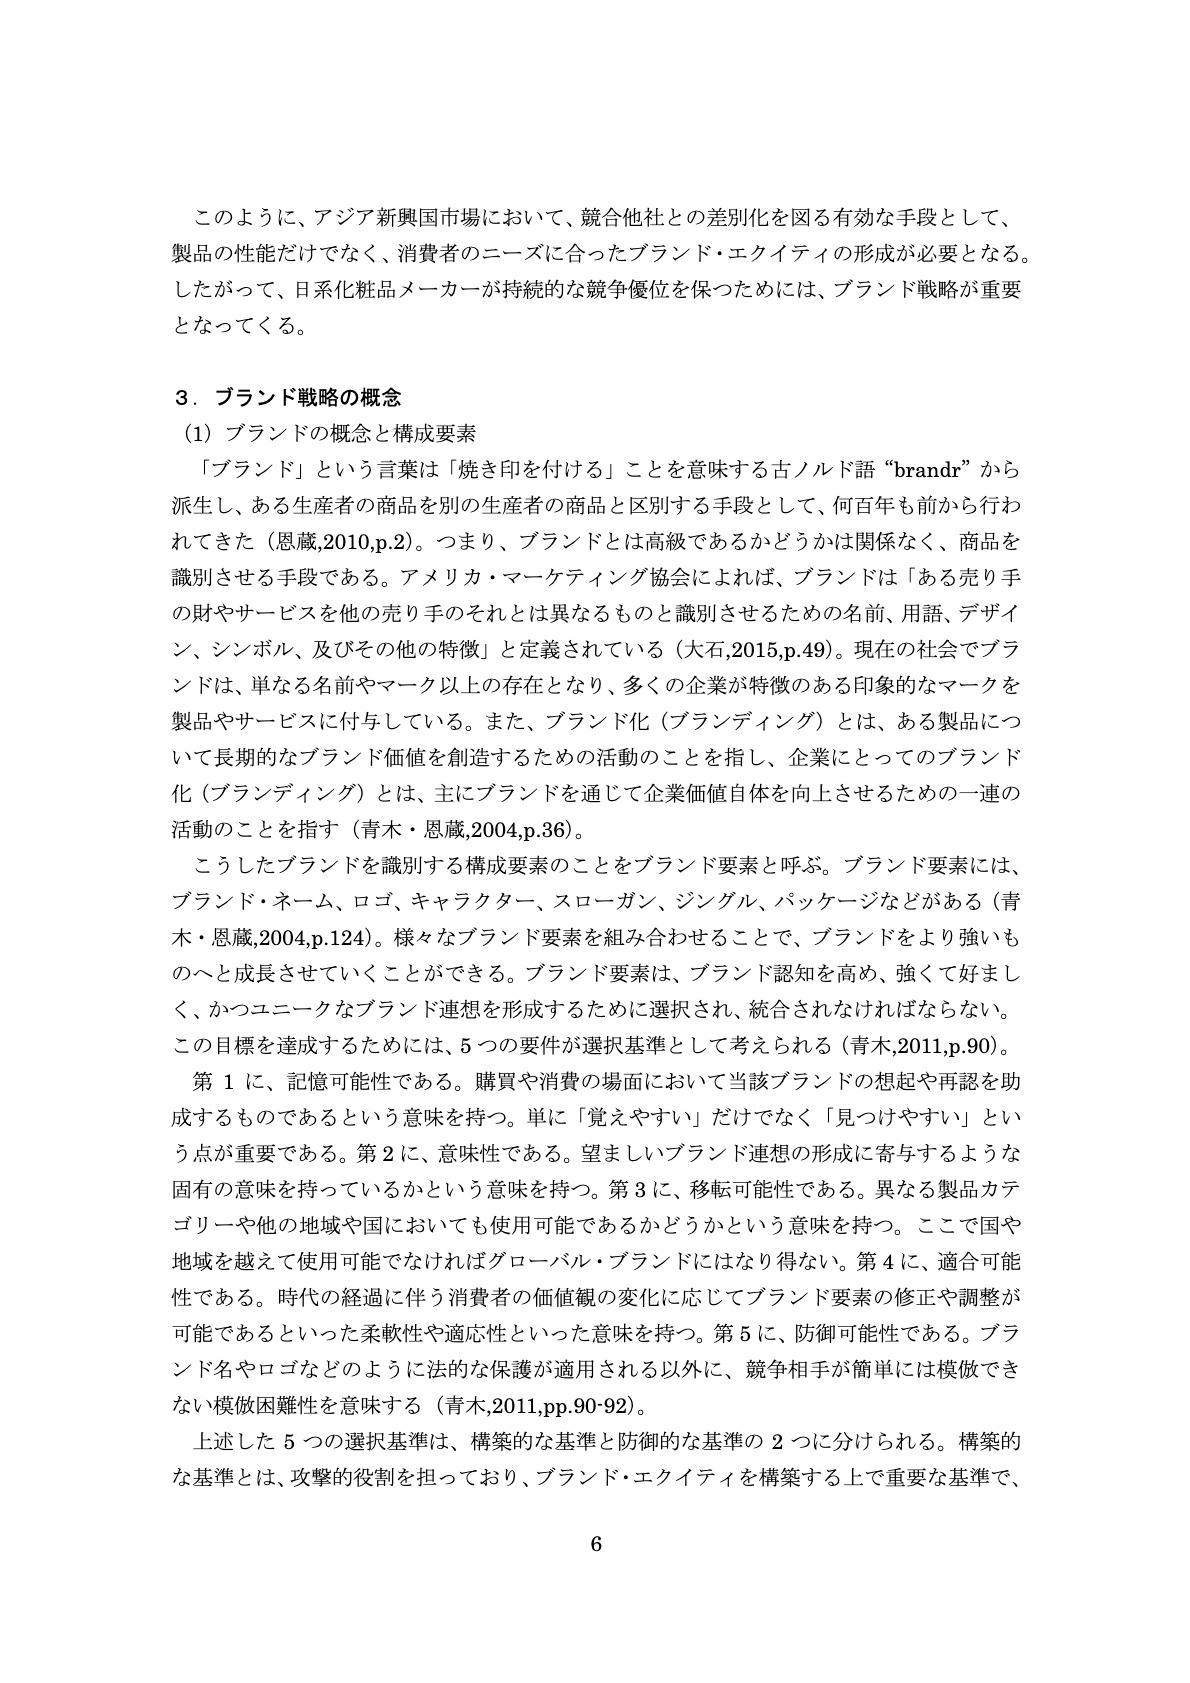 このように、アジア新興国市場において、競合他社との差別化を図る有効な手段として、
製品の性能だけでなく、消費者のニーズに合ったブランド・エクイティの形成が必要となる。
したがって、日系化粧品メーカーが持続的な競争優位を保つためには、ブランド戦略が重要
となってくる。
3．ブランド戦略の概念
（1）ブランドの概念と構成要素
「ブランド」という言葉は「焼き印を付ける」ことを意味する古ノルド語 “brandr” から
派生し、ある生産者の商品を別の生産者の商品と区別する手段として、何百年も前から行わ
れてきた（恩蔵,2010,p.2）。つまり、ブランドとは高級であるかどうかは関係なく、商品を
識別させる手段である。アメリカ・マーケティング協会によれば、ブランドは「ある売り手
の財やサービスを他の売り手のそれとは異なるものと識別させるための名前、用語、デザイ
ン、シンボル、及びその他の特徴」と定義されている（大石,2015,p.49）。現在の社会でブラ
ンドは、単なる名前やマーク以上の存在となり、多くの企業が特徴のある印象的なマークを
製品やサービスに付与している。また、ブランド化（ブランディング）とは、ある製品につ
いて長期的なブランド価値を創造するための活動のことを指し、企業にとってのブランド
化（ブランディング）とは、主にブランドを通じて企業価値自体を向上させるための一連の
活動のことを指す（青木・恩蔵,2004,p.36）。
こうしたブランドを識別する構成要素のことをブランド要素と呼ぶ。ブランド要素には、
ブランド・ネーム、ロゴ、キャラクター、スローガン、ジングル、パッケージなどがある（青
木・恩蔵,2004,p.124）。様々なブランド要素を組み合わせることで、ブランドをより強いも
のへと成長させていくことができる。ブランド要素は、ブランド認知を高め、強くて好まし
く、かつユニークなブランド連想を形成するために選択され、統合されなければならない。
この目標を達成するためには、5 つの要件が選択基準として考えられる（青木,2011,p.90）。
第 1 に、記憶可能性である。購買や消費の場面において当該ブランドの想起や再認を助
成するものであるという意味を持つ。単に「覚えやすい」だけでなく「見つけやすい」とい
う点が重要である。第 2 に、意味性である。望ましいブランド連想の形成に寄与するような
固有の意味を持っているかという意味を持つ。第 3 に、移転可能性である。異なる製品カテ
ゴリーや他の地域や国においても使用可能であるかどうかという意味を持つ。ここで国や
地域を越えて使用可能でなければグローバル・ブランドにはなり得ない。第 4 に、適合可能
性である。時代の経過に伴う消費者の価値観の変化に応じてブランド要素の修正や調整が
可能であるといった柔軟性や適応性といった意味を持つ。第 5 に、防御可能性である。ブラ
ンド名やロゴなどのように法的な保護が適用される以外に、競争相手が簡単には模倣でき
ない模倣困難性を意味する（青木,2011,pp.90-92）。
上述した 5 つの選択基準は、構築的な基準と防御的な基準の 2 つに分けられる。構築的
な基準とは、攻撃的役割を担っており、ブランド・エクイティを構築する上で重要な基準で、
6